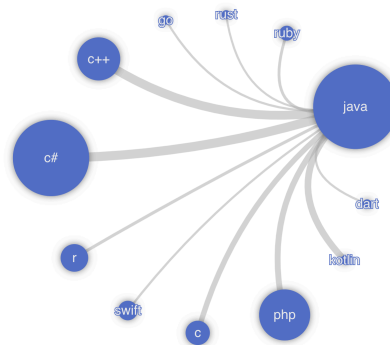 go
rust
ruby
c++
java
c#
dart
r
kotlin
swift
php
c